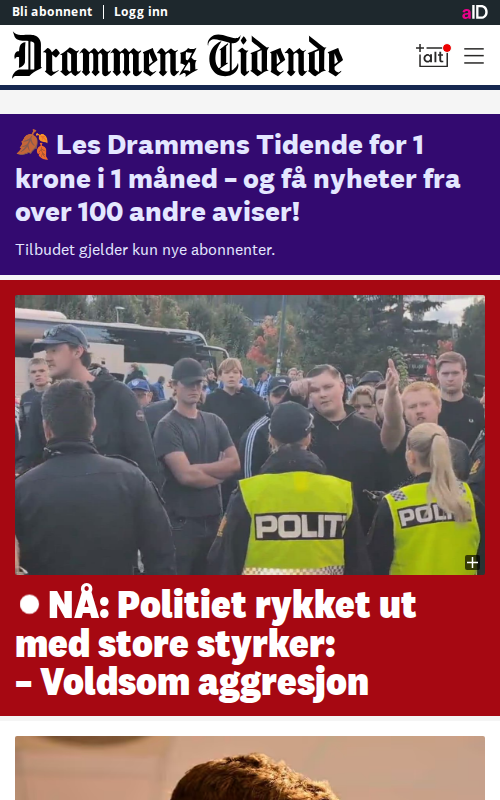 Bli abonnent | Logg inn
aID
Drammens Tidende
+alt
🍂 Les Drammens Tidende for 1
krone i 1 måned – og få nyheter fra
over 100 andre aviser!
Tilbudet gjelder kun nye abonnenter.
POLITI
POLITI
NÅ: Politiet rykket ut
med store styrker:
– Voldsom aggresjon